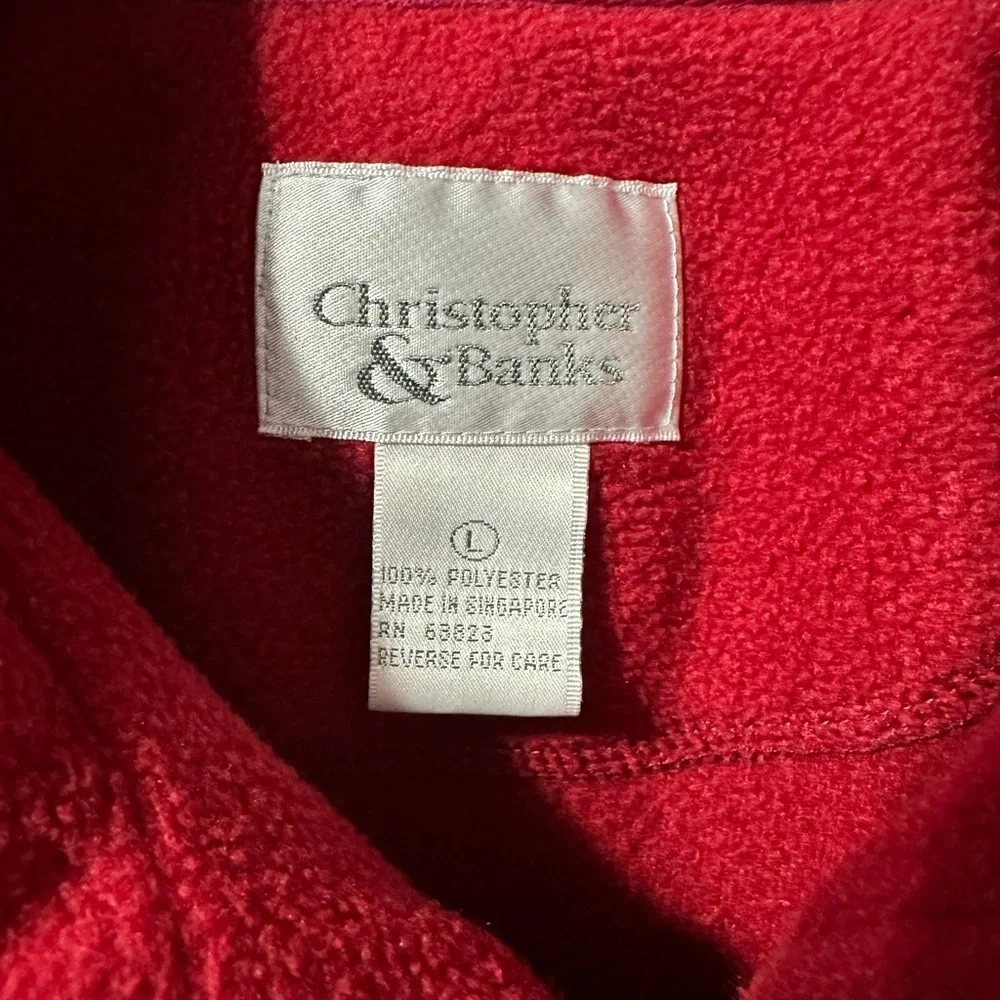 Christopher
& Banks
L
100% POLYESTER
MADE IN SINGAPORE
RN 63823
REVERSE FOR CARE